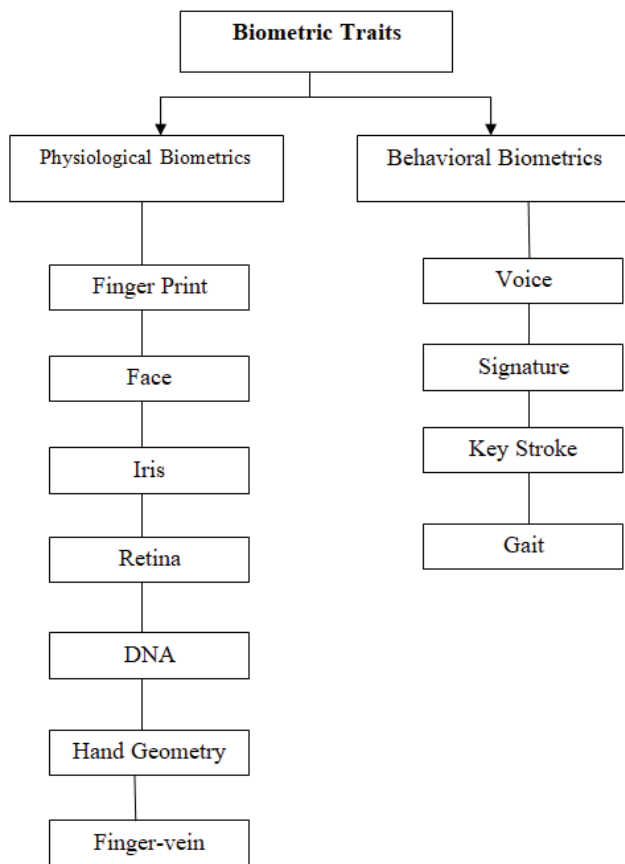 Biometric Traits
Physiological Biometrics
Behavioral Biometrics
Finger Print
Voice
Face
Signature
Iris
Key Stroke
Retina
Gait
DNA
Hand Geometry
Finger-vein